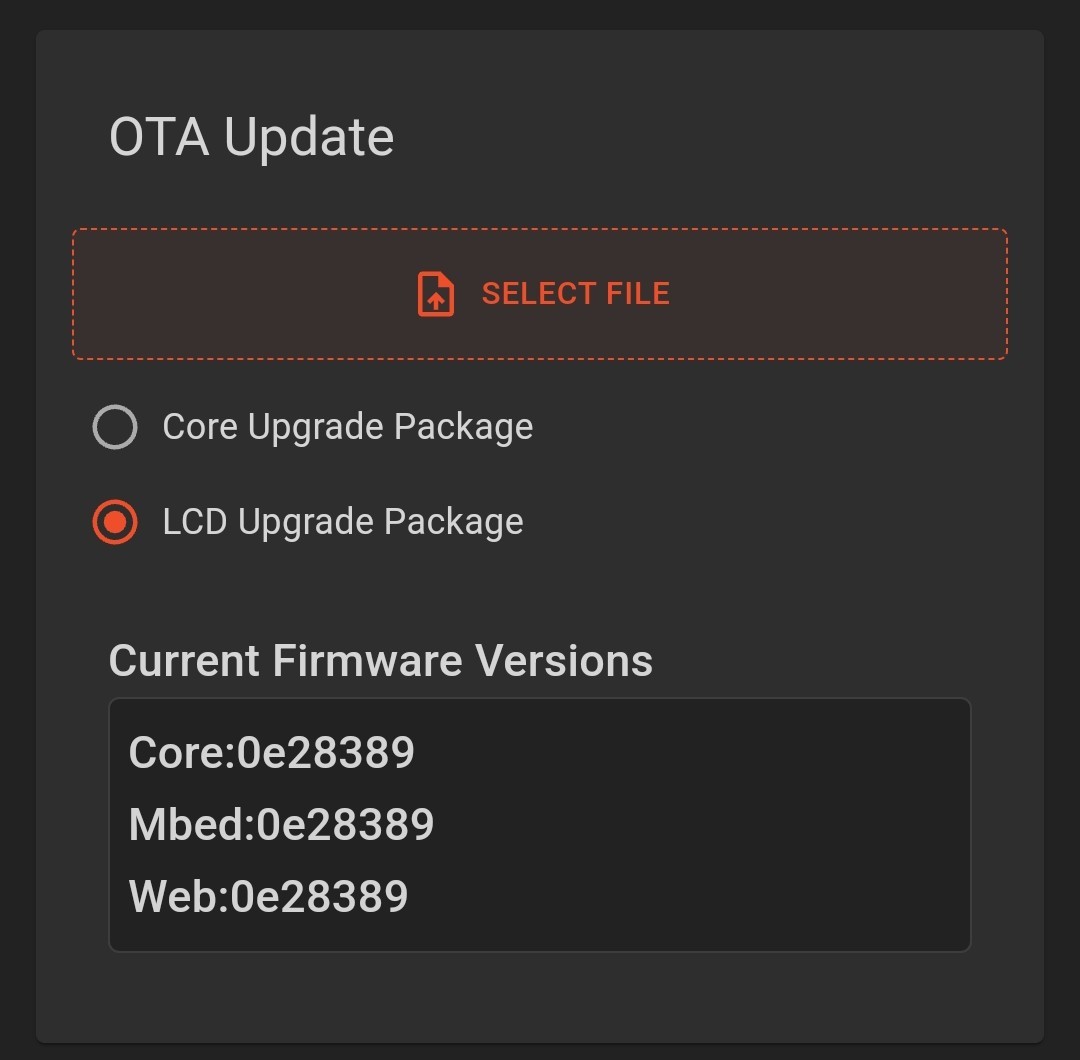 OTA Update
SELECT FILE
Core Upgrade Package
LCD Upgrade Package
Current Firmware Versions
Core:0e28389
Mbed:0e28389
Web:0e28389